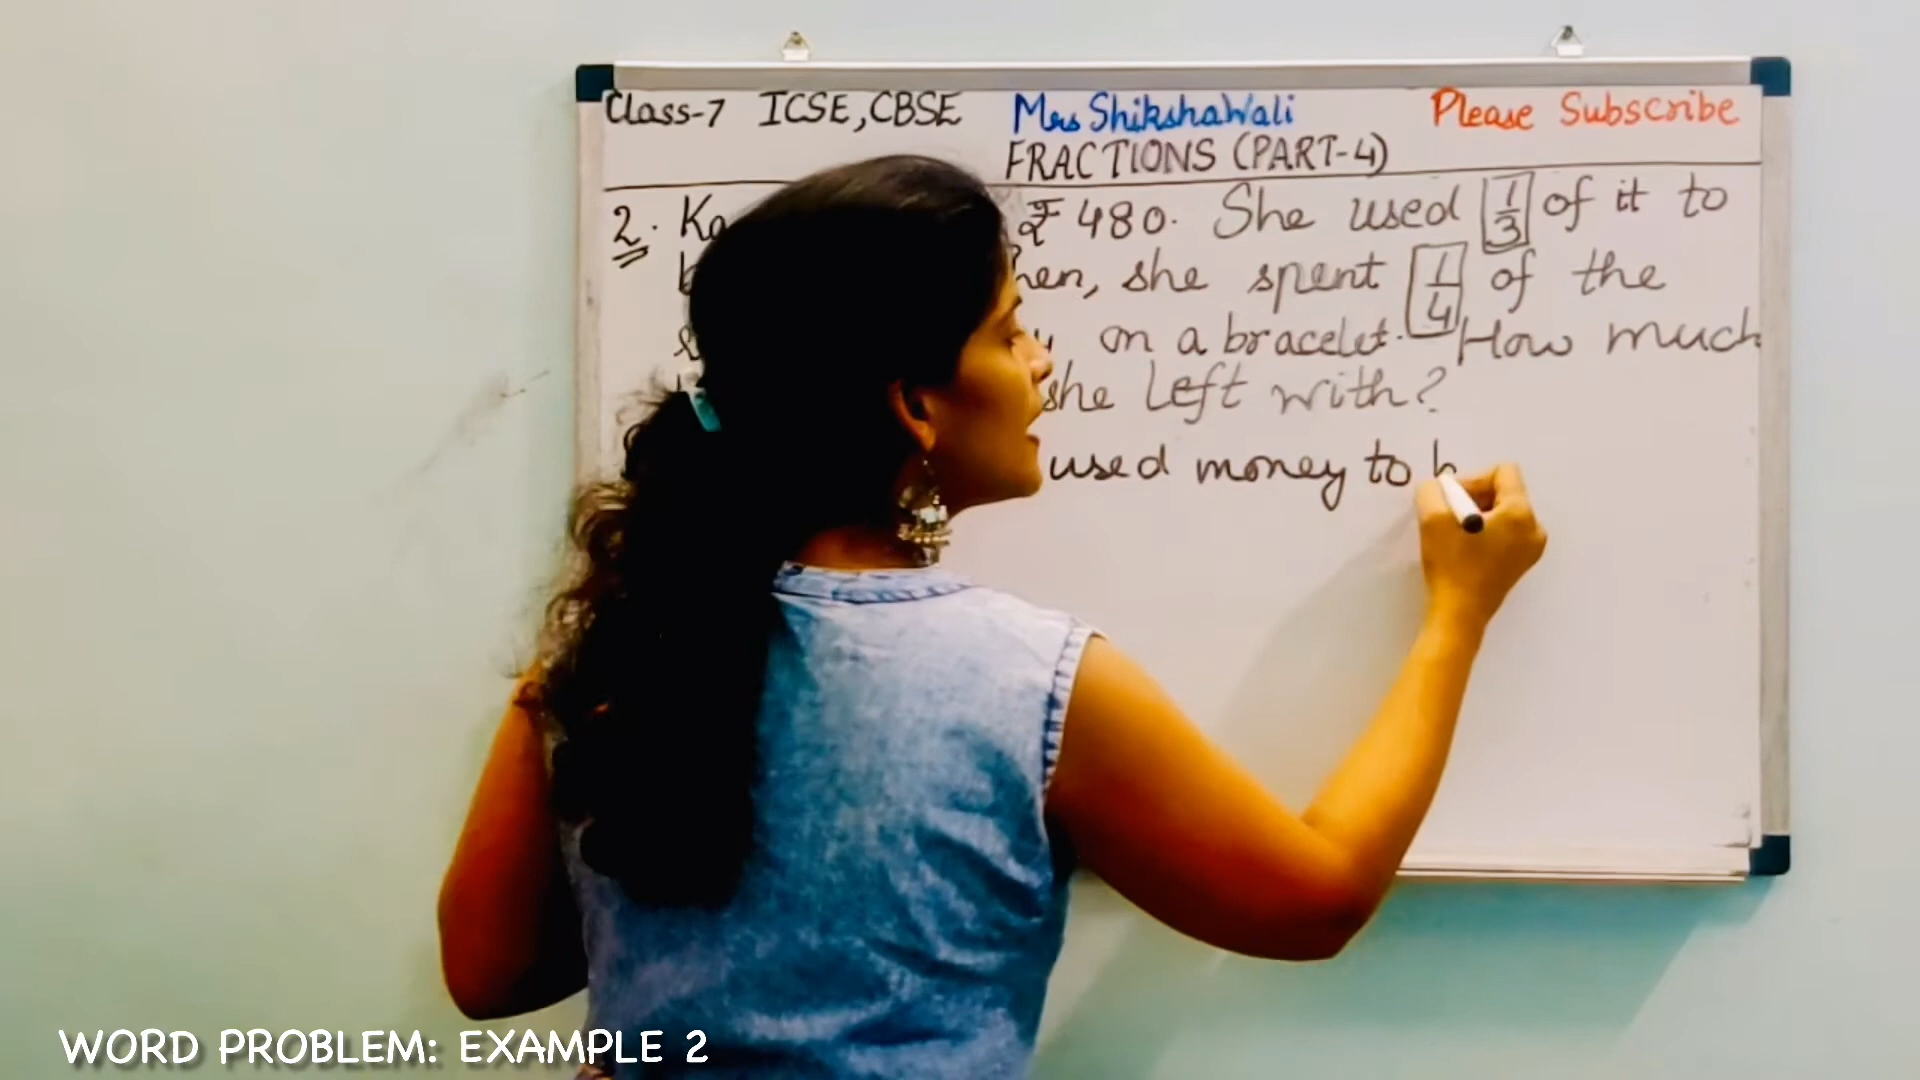 Class-7 ICSE, CBSE Mrs ShikshaWali Please Subscribe
FRACTIONS (PART-4)
2. ₹ 480. She used 1/3 of it to
she spent 1/4 of the
on a bracelet. How much
she left with?
used money to
WORD PROBLEM: EXAMPLE 2